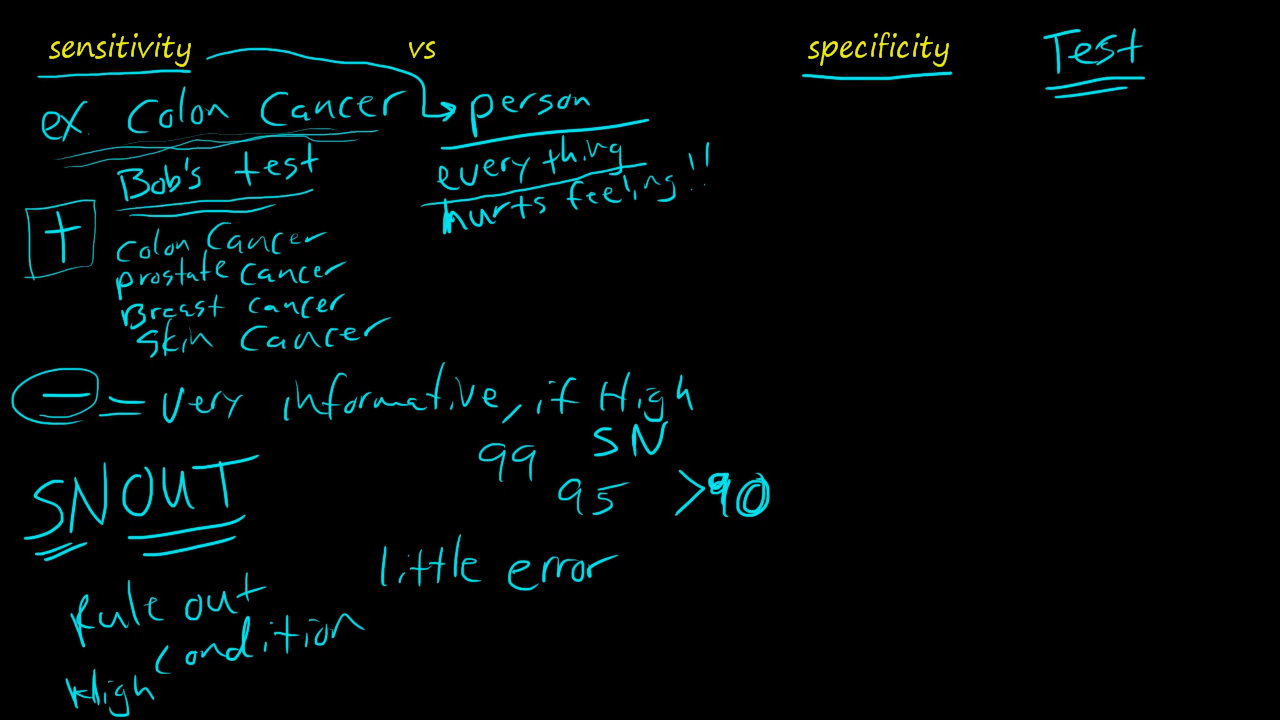 sensitivity vs specificity Test
ex. Colon Cancer person
Bob's test every thing
hurts feeling!!
+
Colon Cancer
prostate cancer
Breast cancer
Skin Cancer
− = very informative, if High
SN
99
95 >90
SNOUT
little error
Rule out
condition
High